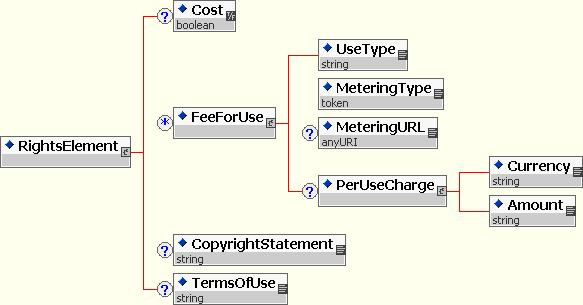 ? Cost
boolean
UseType
string
MeteringType
token
* FeeForUse
? MeteringURL
anyURI
RightsElement
? PerUseCharge
Currency
string
Amount
string
? CopyrightStatement
string
? TermsOfUse
string